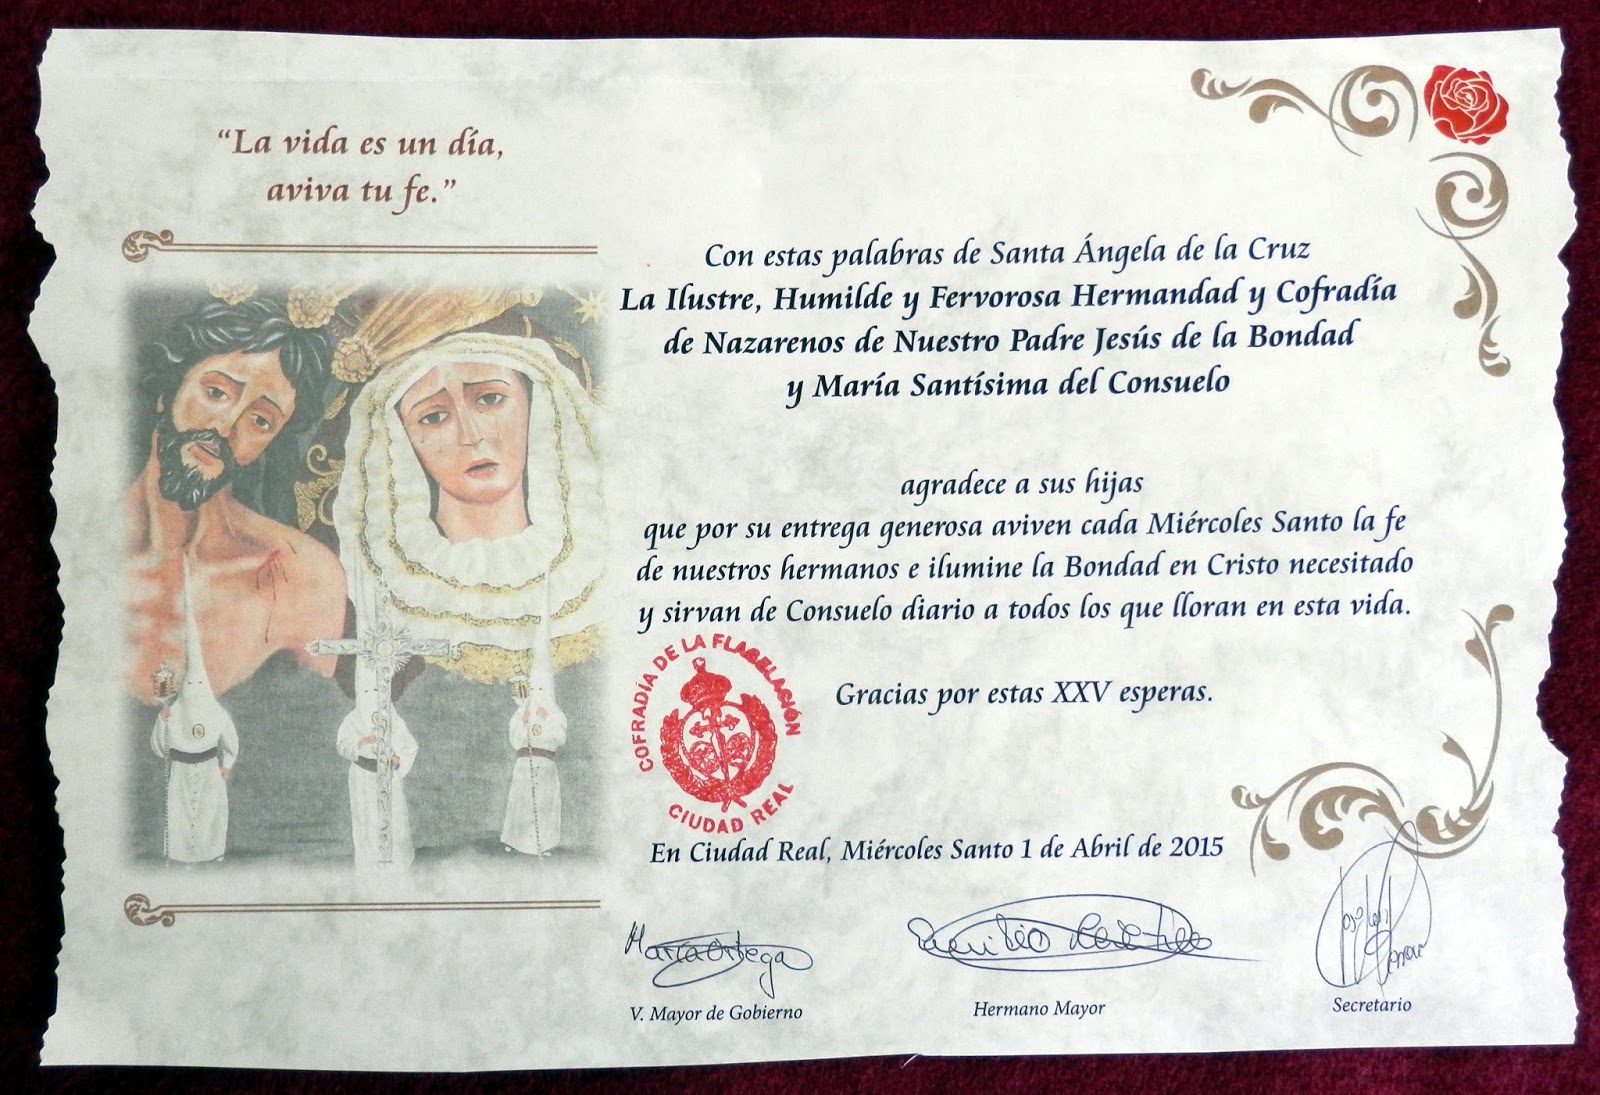 “La vida es un día,
aviva tu fe.”
Con estas palabras de Santa Ángela de la Cruz
La Ilustre, Humilde y Fervorosa Hermandad y Cofradía
de Nazarenos de Nuestro Padre Jesús de la Bondad
y María Santísima del Consuelo
agradece a sus hijas
que por su entrega generosa aviven cada Miércoles Santo la fe
de nuestros hermanos e ilumine la Bondad en Cristo necesitado
y sirvan de Consuelo diario a todos los que lloran en esta vida.
Gracias por estas XXV esperas.
COFRADÍA DE LA FLAGELACIÓN
CIUDAD REAL
En Ciudad Real, Miércoles Santo 1 de Abril de 2015
María Ortega
V. Mayor de Gobierno
Hermano Mayor
Secretario